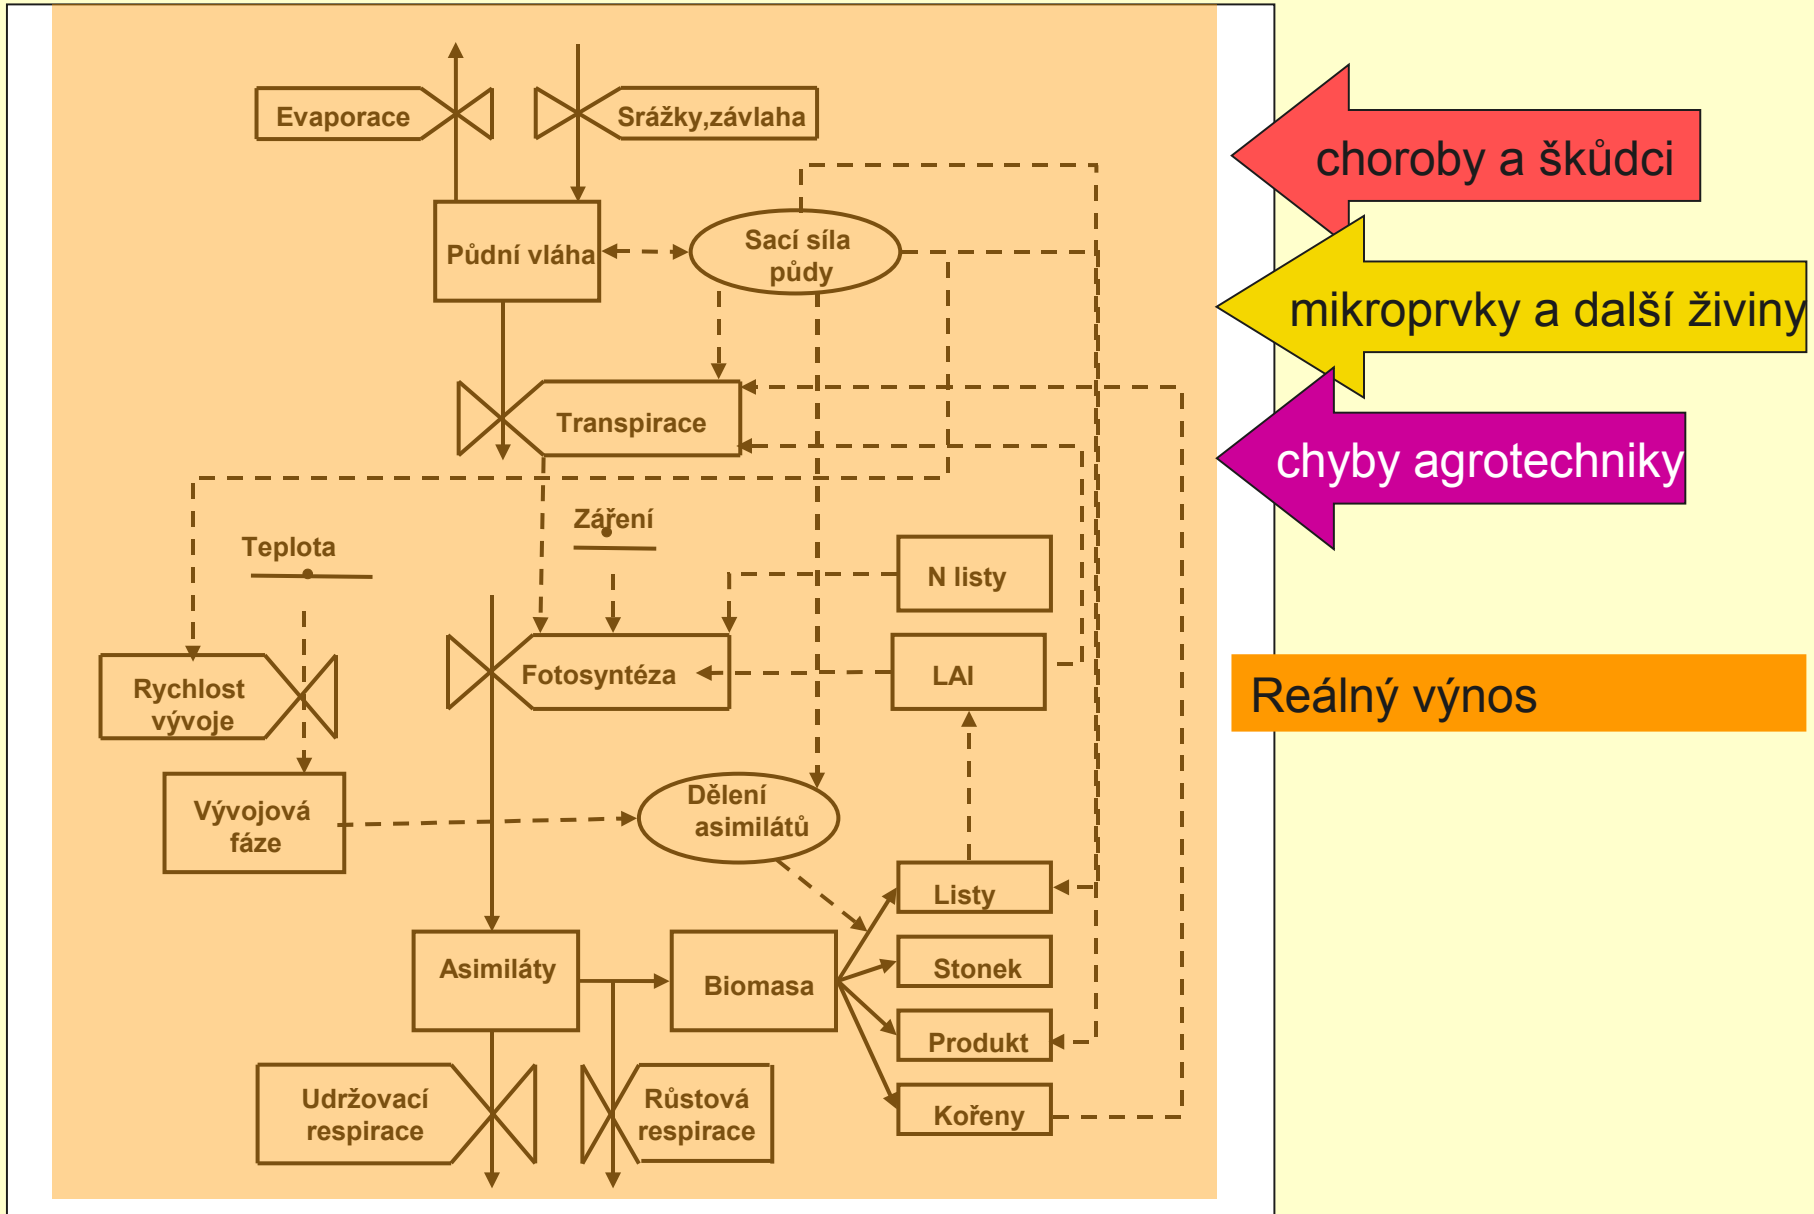 Evaporace
Srážky,závlaha
choroby a škůdci
Půdní vláha
Sací síla
půdy
mikroprvky a další živiny
Transpirace
chyby agrotechniky
Záření
Teplota
N listy
Rychlost
vývoje
Fotosyntéza
LAI
Reálný výnos
Vývojová
fáze
Dělení
asimilátů
Listy
Asimiláty
Biomasa
Stonek
Produkt
Udržovací
respirace
Růstová
respirace
Kořeny